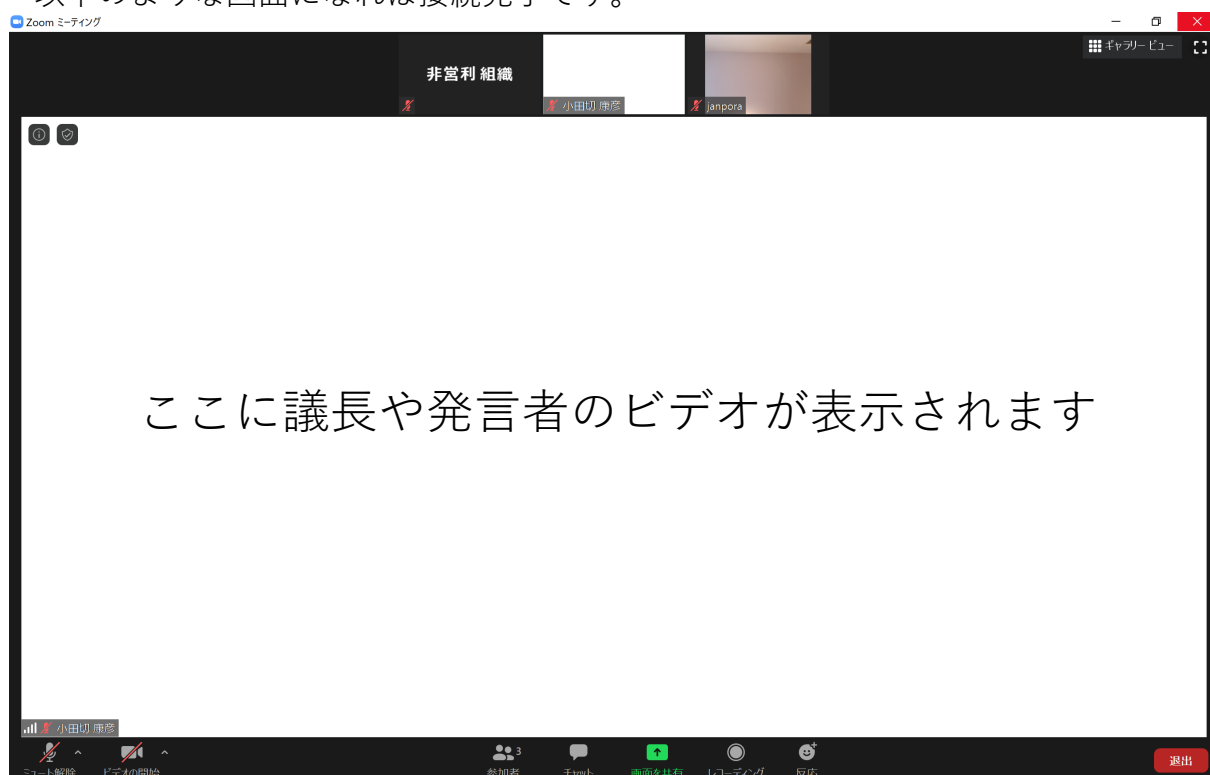 以下のような画面になれば接続完了です。
Zoom ミーティング
ギャラリー ビュー
非営利 組織
小田切 康彦
janpora
ここに議長や発言者のビデオが表示されます
小田切 康彦
3
ミュート解除
ビデオの開始
参加者
チャット
画面を共有
レコーディング
反応
退出